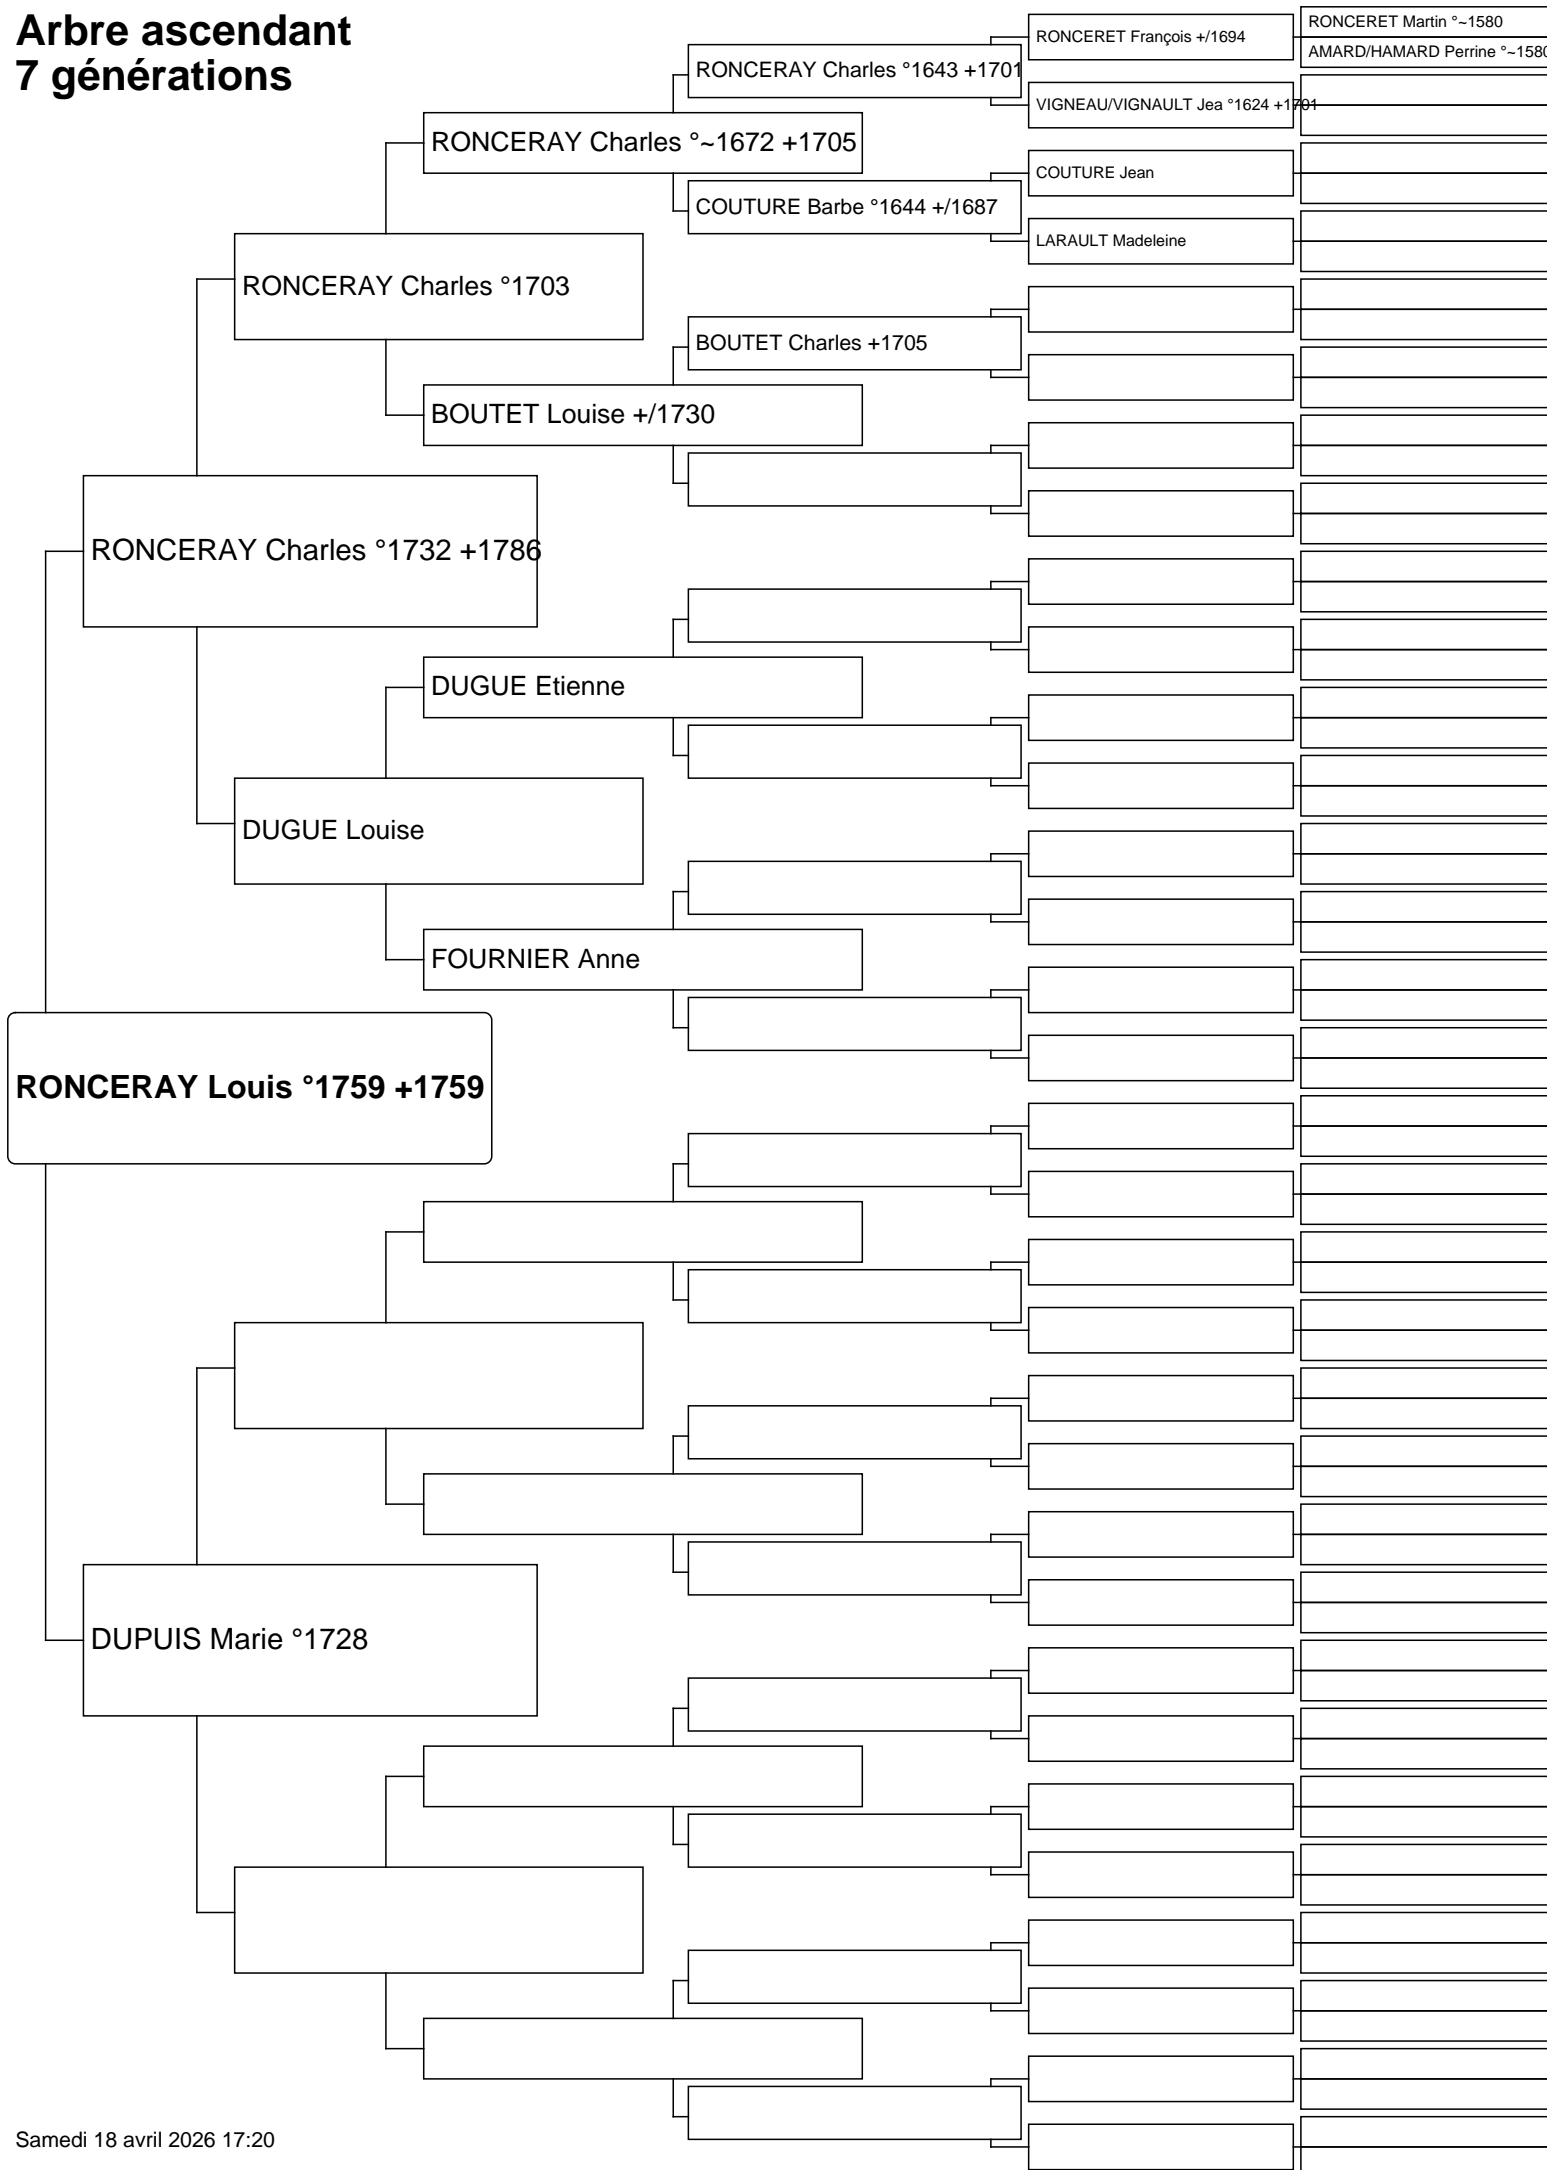 Arbre ascendant
7 générations
RONCERET Martin °~1580
RONCERET François +/1694
AMARD/HAMARD Perrine °~1580
RONCERAY Charles °1643 +1701
VIGNEAU/VIGNAULT Jea °1624 +1701
RONCERAY Charles °~1672 +1705
COUTURE Jean
COUTURE Barbe °1644 +/1687
LARAULT Madeleine
RONCERAY Charles °1703
BOUTET Charles +1705
BOUTET Louise +/1730
RONCERAY Charles °1732 +1786
DUGUE Etienne
DUGUE Louise
FOURNIER Anne
RONCERAY Louis °1759 +1759
DUPUIS Marie °1728
Samedi 18 avril 2026 17:20